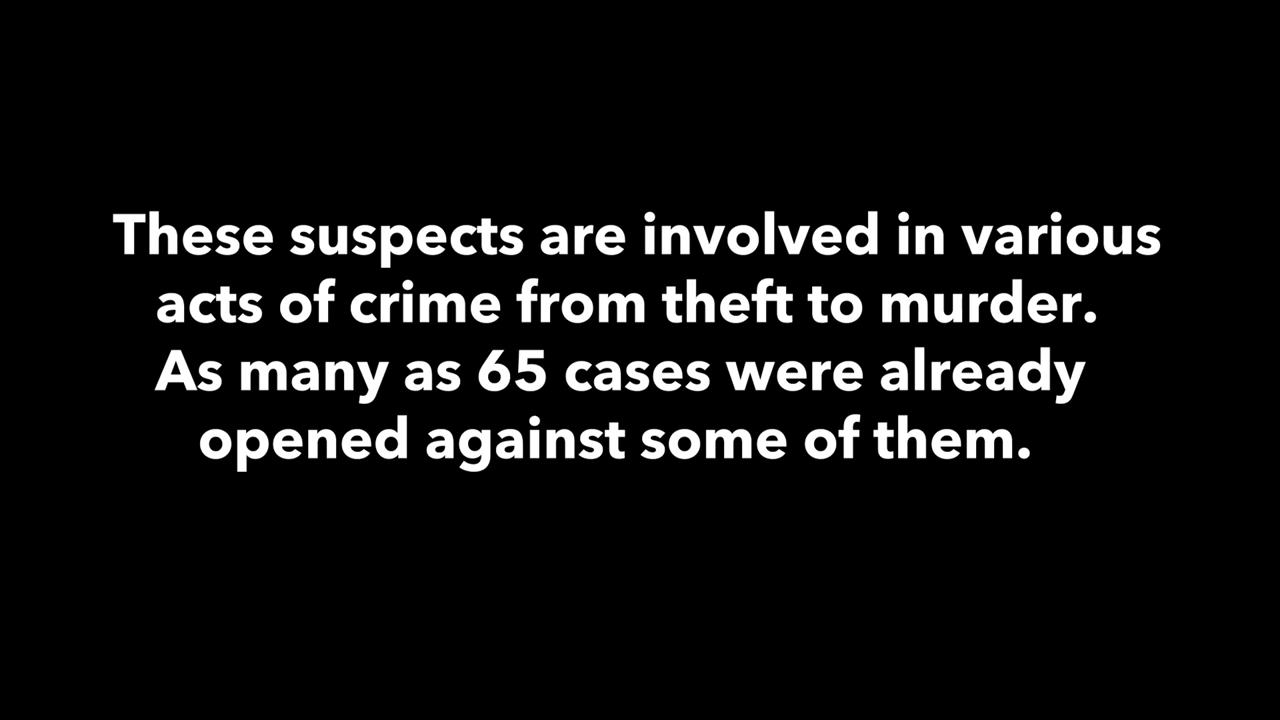 These suspects are involved in various
acts of crime from theft to murder.
As many as 65 cases were already
opened against some of them.